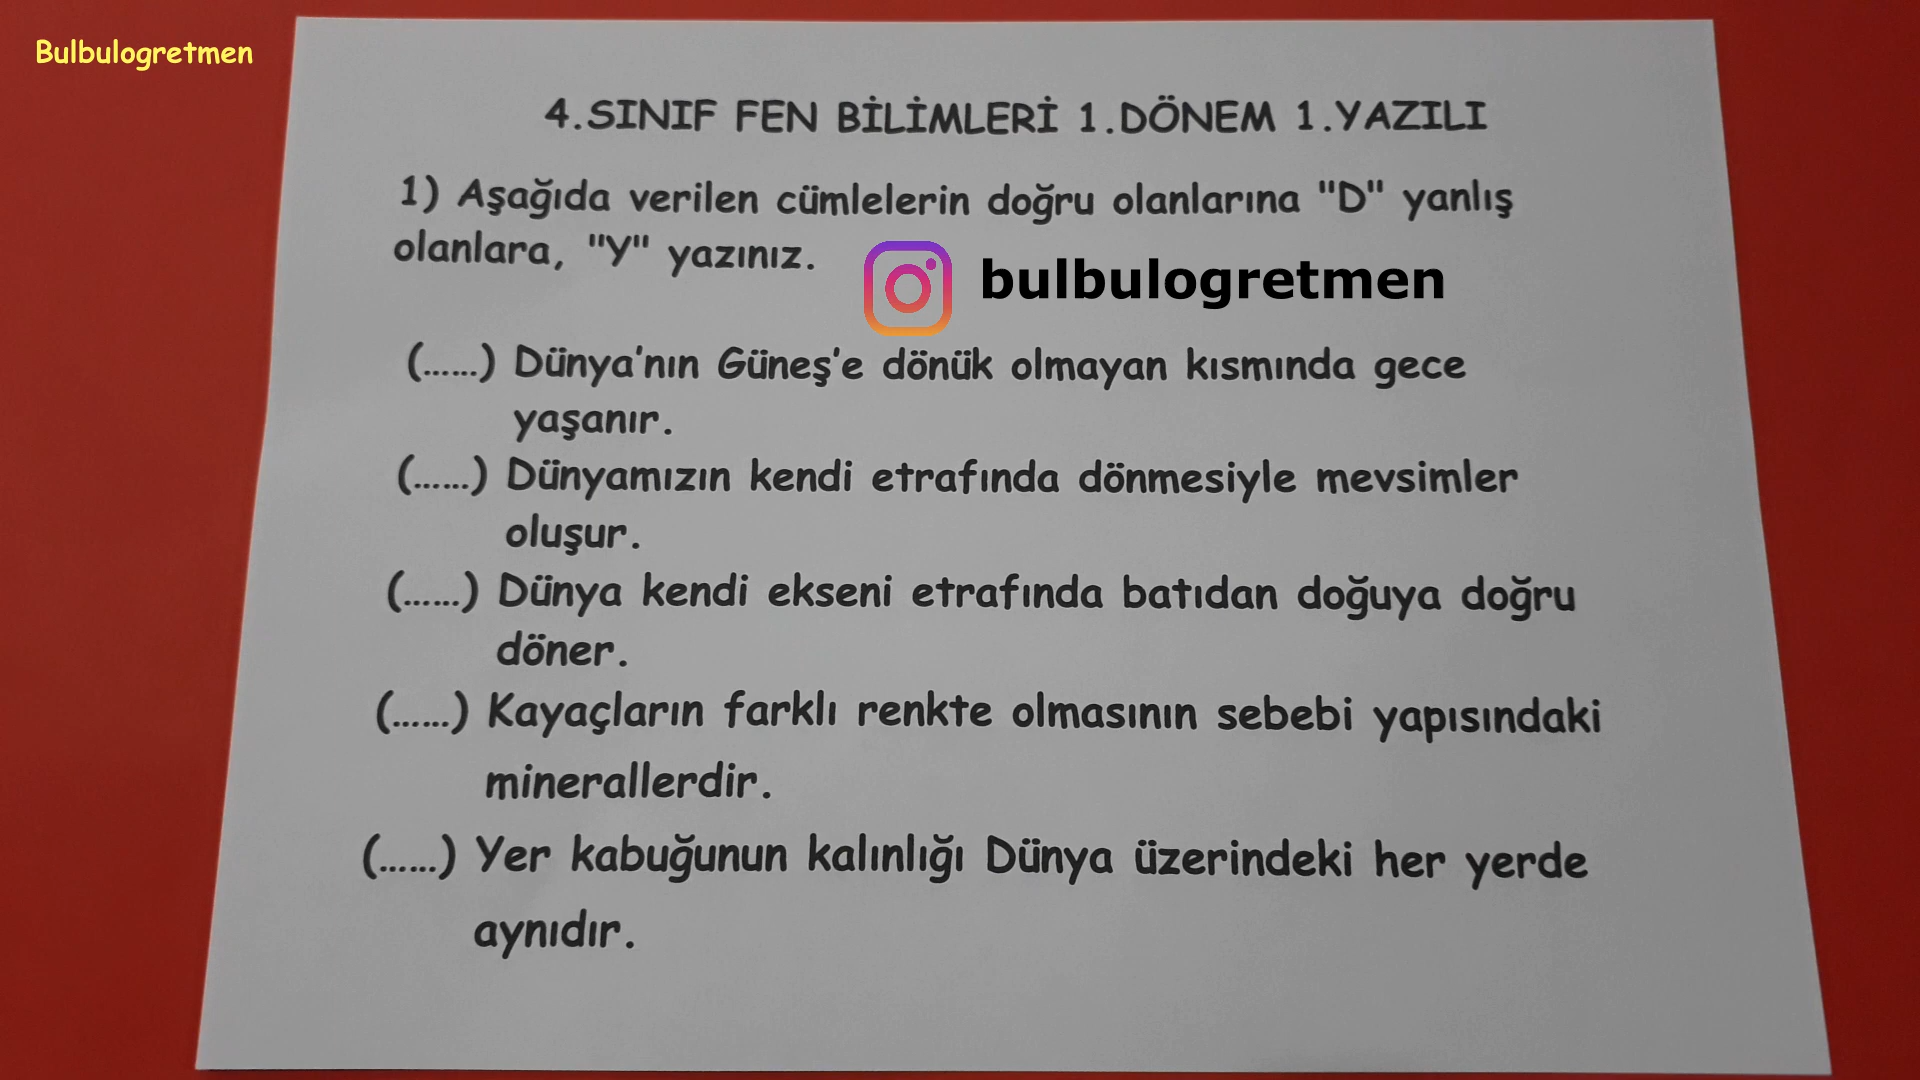 Bulbulogretmen
4.SINIF FEN BİLİMLERİ 1.DÖNEM 1.YAZILI
1) Aşağıda verilen cümlelerin doğru olanlarına "D" yanlış
olanlara, "Y" yazınız.
bulbulogretmen
(......) Dünya'nın Güneş'e dönük olmayan kısmında gece
yaşanır.
(......) Dünyamızın kendi etrafında dönmesiyle mevsimler
oluşur.
(......) Dünya kendi ekseni etrafında batıdan doğuya doğru
döner.
(......) Kayaçların farklı renkte olmasının sebebi yapısındaki
minerallerdir.
(......) Yer kabuğunun kalınlığı Dünya üzerindeki her yerde
aynıdır.